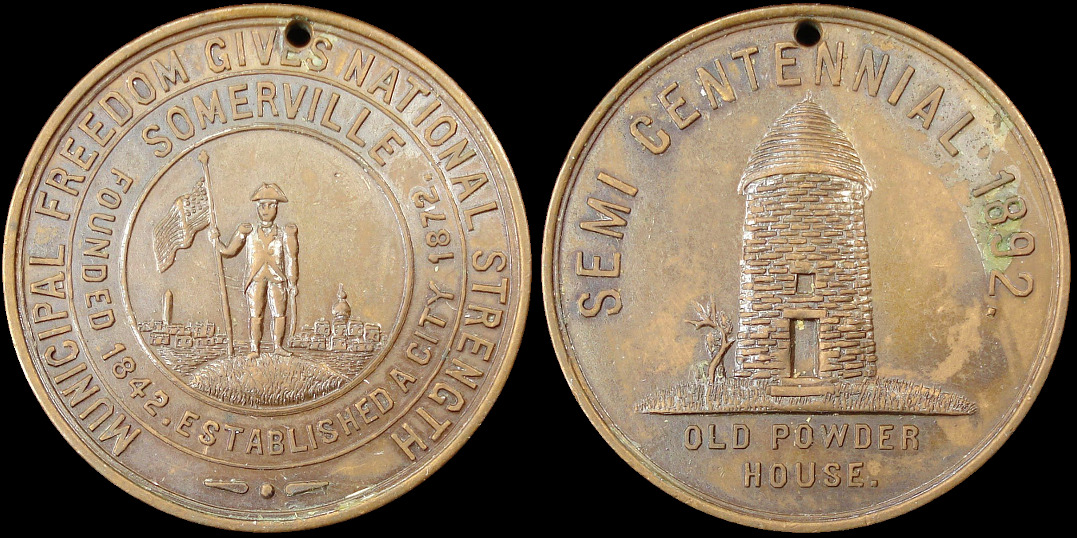 MUNICIPAL FREEDOM GIVES NATIONAL STRENGTH
SOMERVILLE
FOUNDED 1842. ESTABLISHED A CITY 1872.
SEMI CENTENNIAL. 1892.
OLD POWDER
HOUSE.